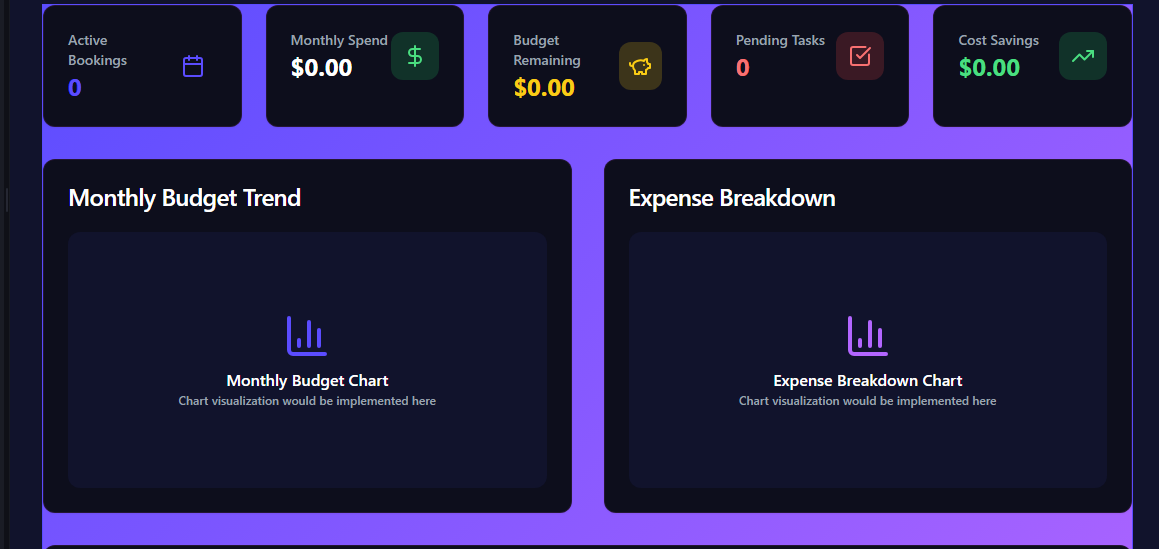 Active
Bookings
0
Monthly Spend
$0.00
Budget
Remaining
$0.00
Pending Tasks
0
Cost Savings
$0.00
Monthly Budget Trend
Monthly Budget Chart
Chart visualization would be implemented here
Expense Breakdown
Expense Breakdown Chart
Chart visualization would be implemented here